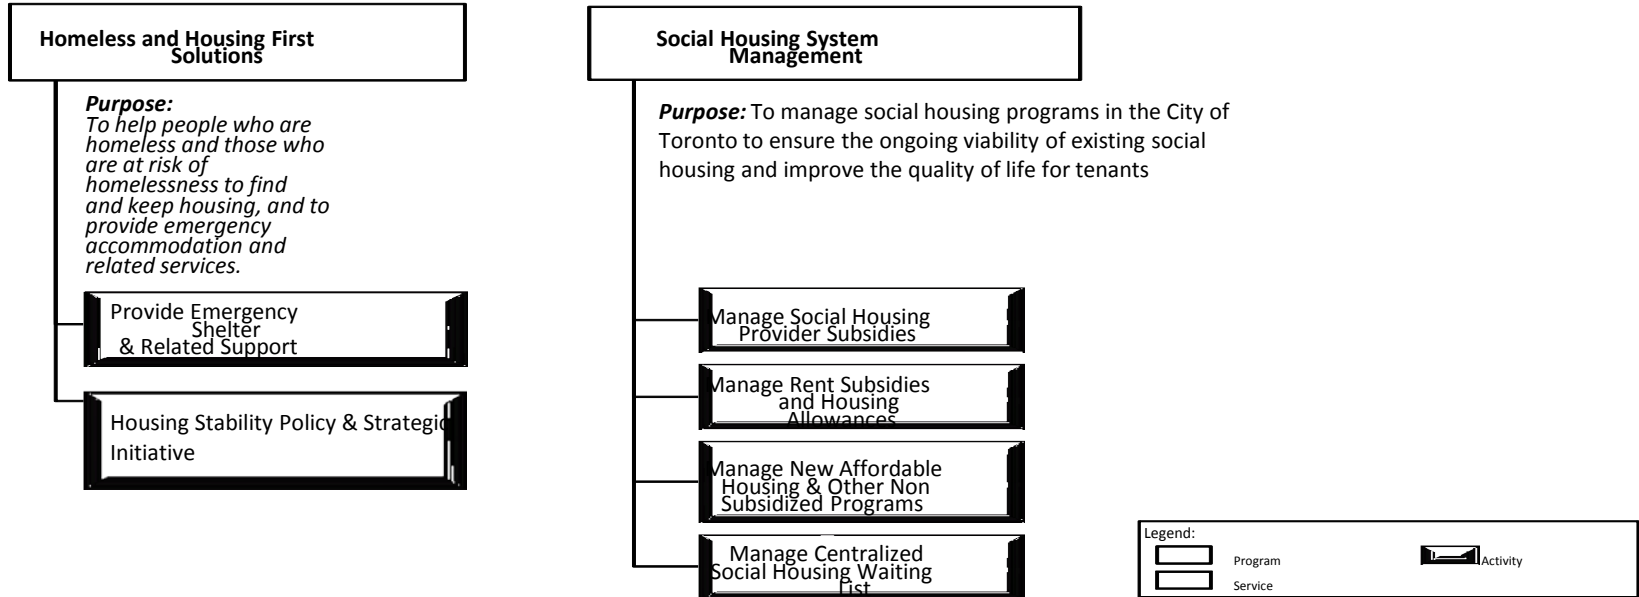 Homeless and Housing First
Solutions
Purpose:
To help people who are
homeless and those who
are at risk of
homelessness to find
and keep housing, and to
provide emergency
accommodation and
related services.
Provide Emergency
Shelter
& Related Support
Housing Stability Policy & Strategic
Initiative
Social Housing System
Management
Purpose: To manage social housing programs in the City of
Toronto to ensure the ongoing viability of existing social
housing and improve the quality of life for tenants
Manage Social Housing
Provider Subsidies
Manage Rent Subsidies
and Housing
Allowances
Manage New Affordable
Housing & Other Non
Subsidized Programs
Manage Centralized
Social Housing Waiting
List
Legend:
Program
Activity
Service